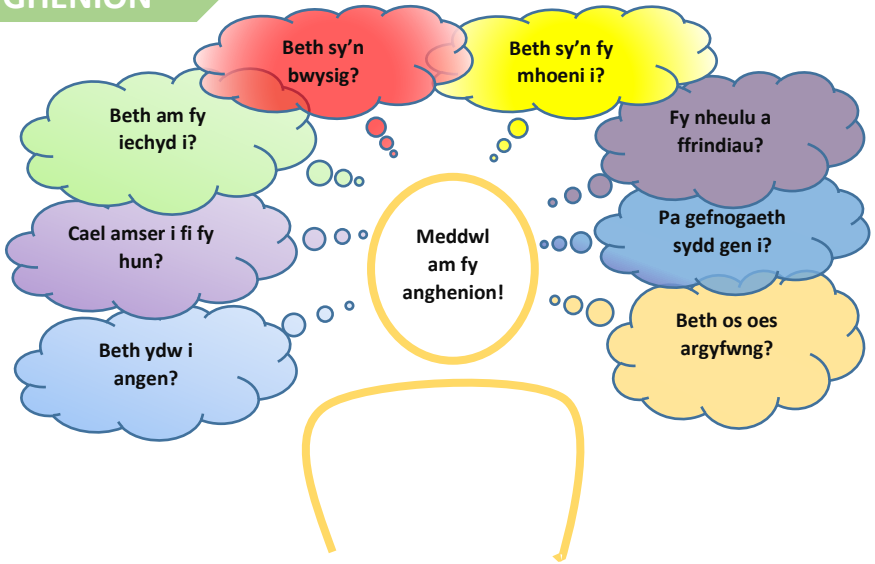 GHENION
Beth sy'n
bwysig?
Beth sy'n fy
mhoeni i?
Beth am fy
iechyd i?
Fy nheulu a
ffrindiau?
Cael amser i fi fy
hun?
Meddwl
am fy
anghenion!
Pa gefnogaeth
sydd gen i?
Beth ydw i
angen?
Beth os oes
argyfwng?